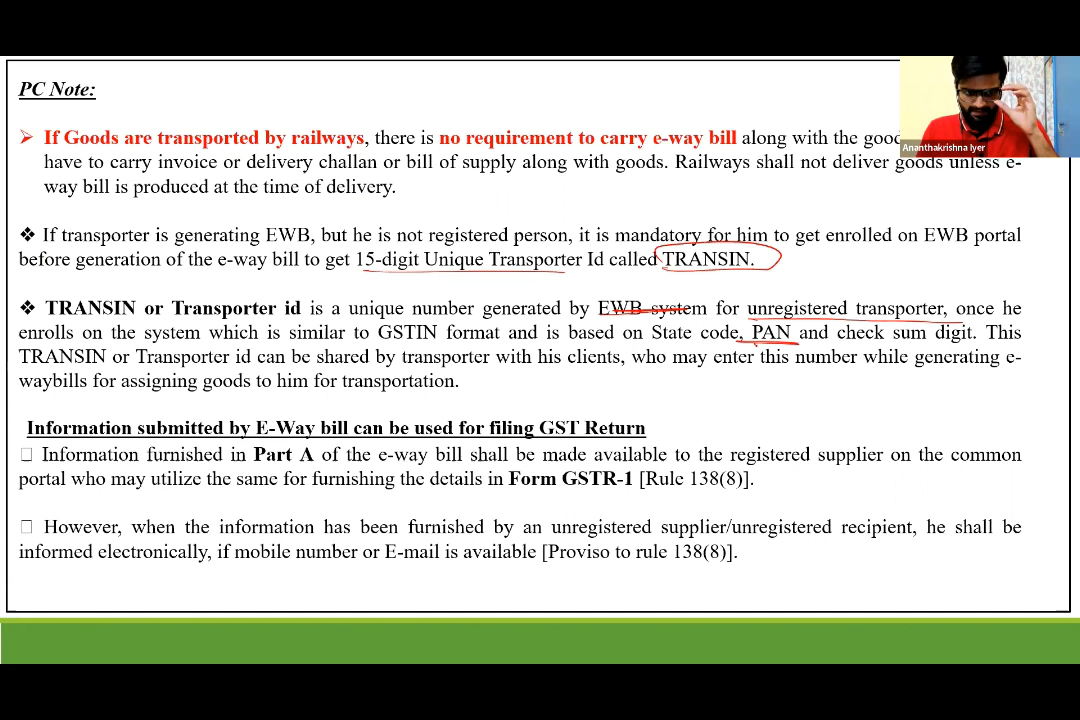 PC Note:
➢ If Goods are transported by railways, there is no requirement to carry e-way bill along with the
have to carry invoice or delivery challan or bill of supply along with goods. Railways shall not deliver goods unless e-
way bill is produced at the time of delivery.
❖ If transporter is generating EWB, but he is not registered person, it is mandatory for him to get enrolled on EWB portal
before generation of the e-way bill to get 15-digit Unique Transporter Id called TRANSIN.
❖ TRANSIN or Transporter id is a unique number generated by EWB system for unregistered transporter, once he
enrolls on the system which is similar to GSTIN format and is based on State code, PAN and check sum digit. This
TRANSIN or Transporter id can be shared by transporter with his clients, who may enter this number while generating e-
waybills for assigning goods to him for transportation.
Information submitted by E-Way bill can be used for filing GST Return
□ Information furnished in Part A of the e-way bill shall be made available to the registered supplier on the common
portal who may utilize the same for furnishing the details in Form GSTR-1 [Rule 138(8)].
□ However, when the information has been furnished by an unregistered supplier/unregistered recipient, he shall be
informed electronically, if mobile number or E-mail is available [Proviso to rule 138(8)].
Ananthakrishna Iyer